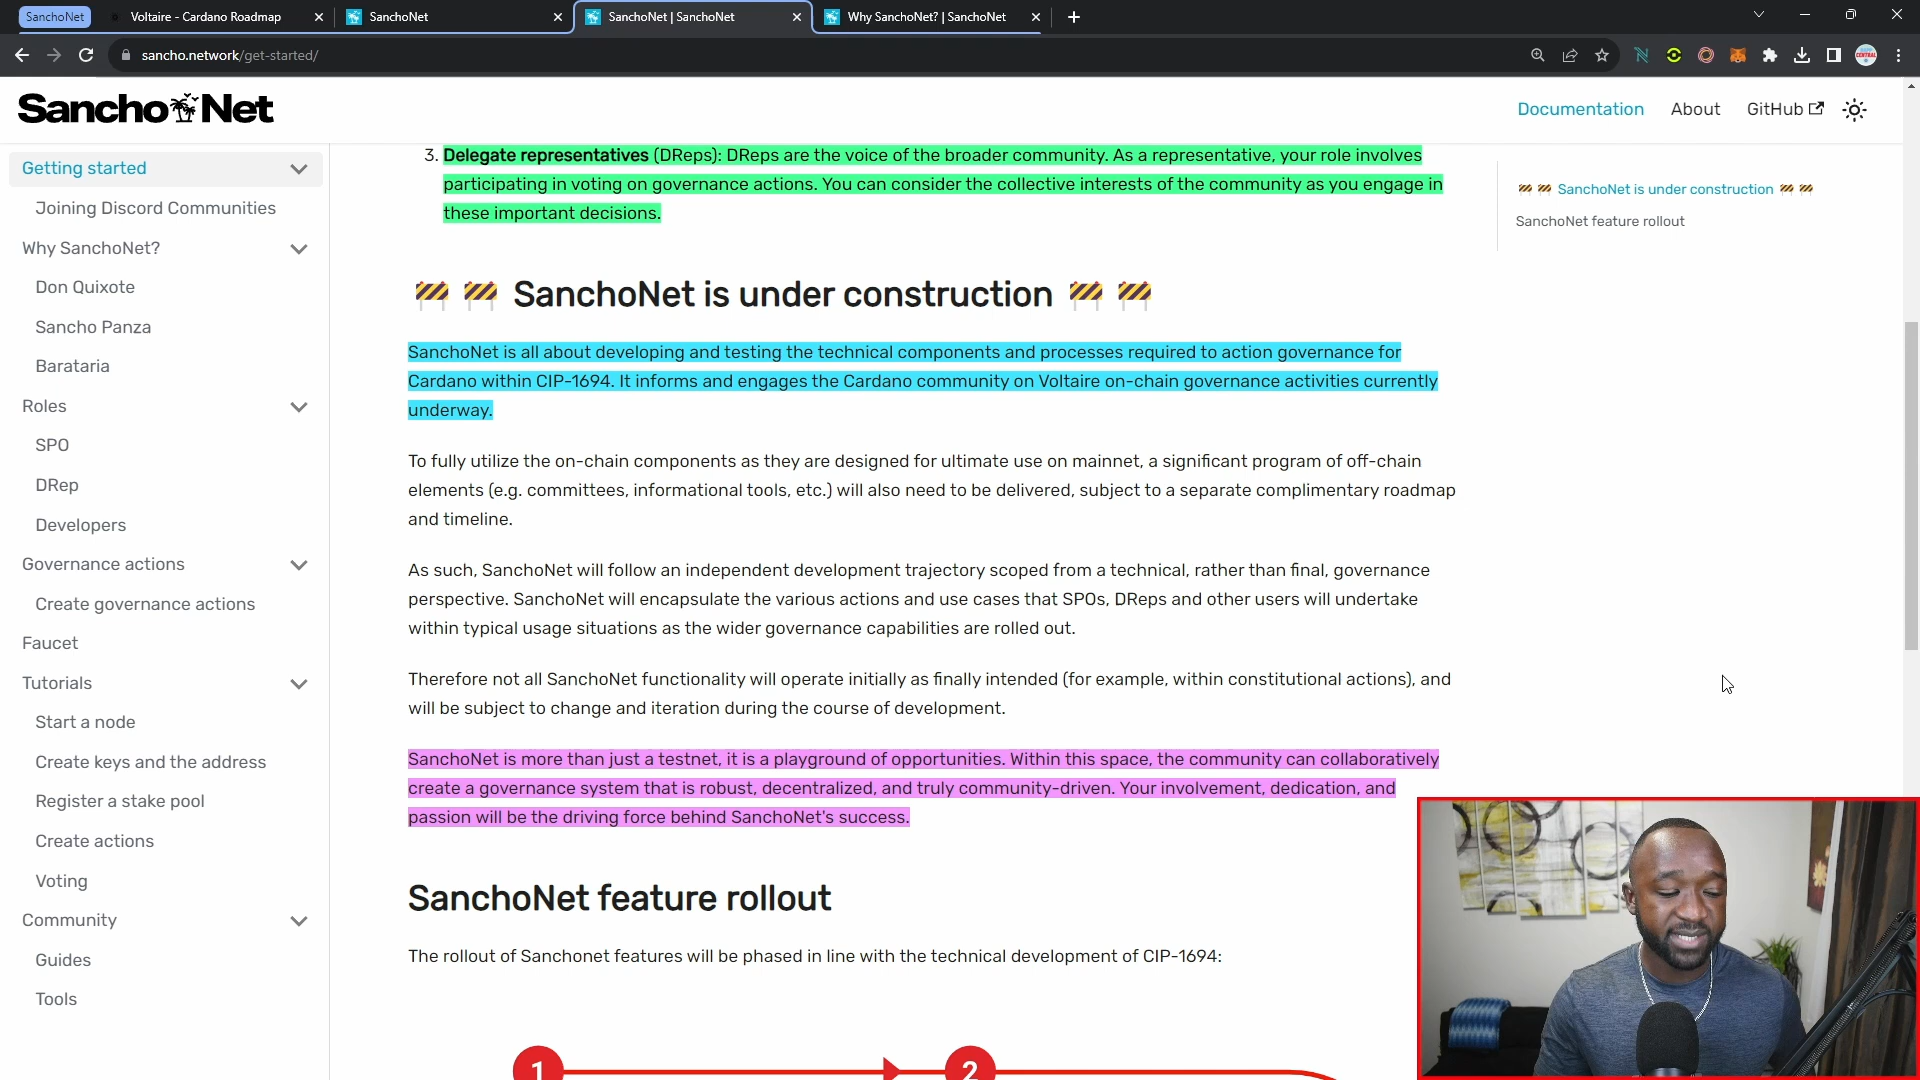 SanchoNet
Voltaire - Cardano Roadmap
SanchoNet
SanchoNet | SanchoNet
Why SanchoNet? | SanchoNet
sancho.network/get-started/
Sancho Net
Documentation
About
GitHub
Getting started
Joining Discord Communities
Why SanchoNet?
Don Quixote
Sancho Panza
Barataria
Roles
SPO
DRep
Developers
Governance actions
Create governance actions
Faucet
Tutorials
Start a node
Create keys and the address
Register a stake pool
Create actions
Voting
Community
Guides
Tools
3. Delegate representatives (DReps): DReps are the voice of the broader community. As a representative, your role involves
participating in voting on governance actions. You can consider the collective interests of the community as you engage in
these important decisions.
SanchoNet is under construction
SanchoNet is all about developing and testing the technical components and processes required to action governance for
Cardano within CIP-1694. It informs and engages the Cardano community on Voltaire on-chain governance activities currently
underway.
To fully utilize the on-chain components as they are designed for ultimate use on mainnet, a significant program of off-chain
elements (e.g. committees, informational tools, etc.) will also need to be delivered, subject to a separate complimentary roadmap
and timeline.
As such, SanchoNet will follow an independent development trajectory scoped from a technical, rather than final, governance
perspective. SanchoNet will encapsulate the various actions and use cases that SPOs, DReps and other users will undertake
within typical usage situations as the wider governance capabilities are rolled out.
Therefore not all SanchoNet functionality will operate initially as finally intended (for example, within constitutional actions), and
will be subject to change and iteration during the course of development.
SanchoNet is more than just a testnet, it is a playground of opportunities. Within this space, the community can collaboratively
create a governance system that is robust, decentralized, and truly community-driven. Your involvement, dedication, and
passion will be the driving force behind SanchoNet's success.
SanchoNet feature rollout
The rollout of Sanchonet features will be phased in line with the technical development of CIP-1694:
1
2
SanchoNet is under construction
SanchoNet feature rollout